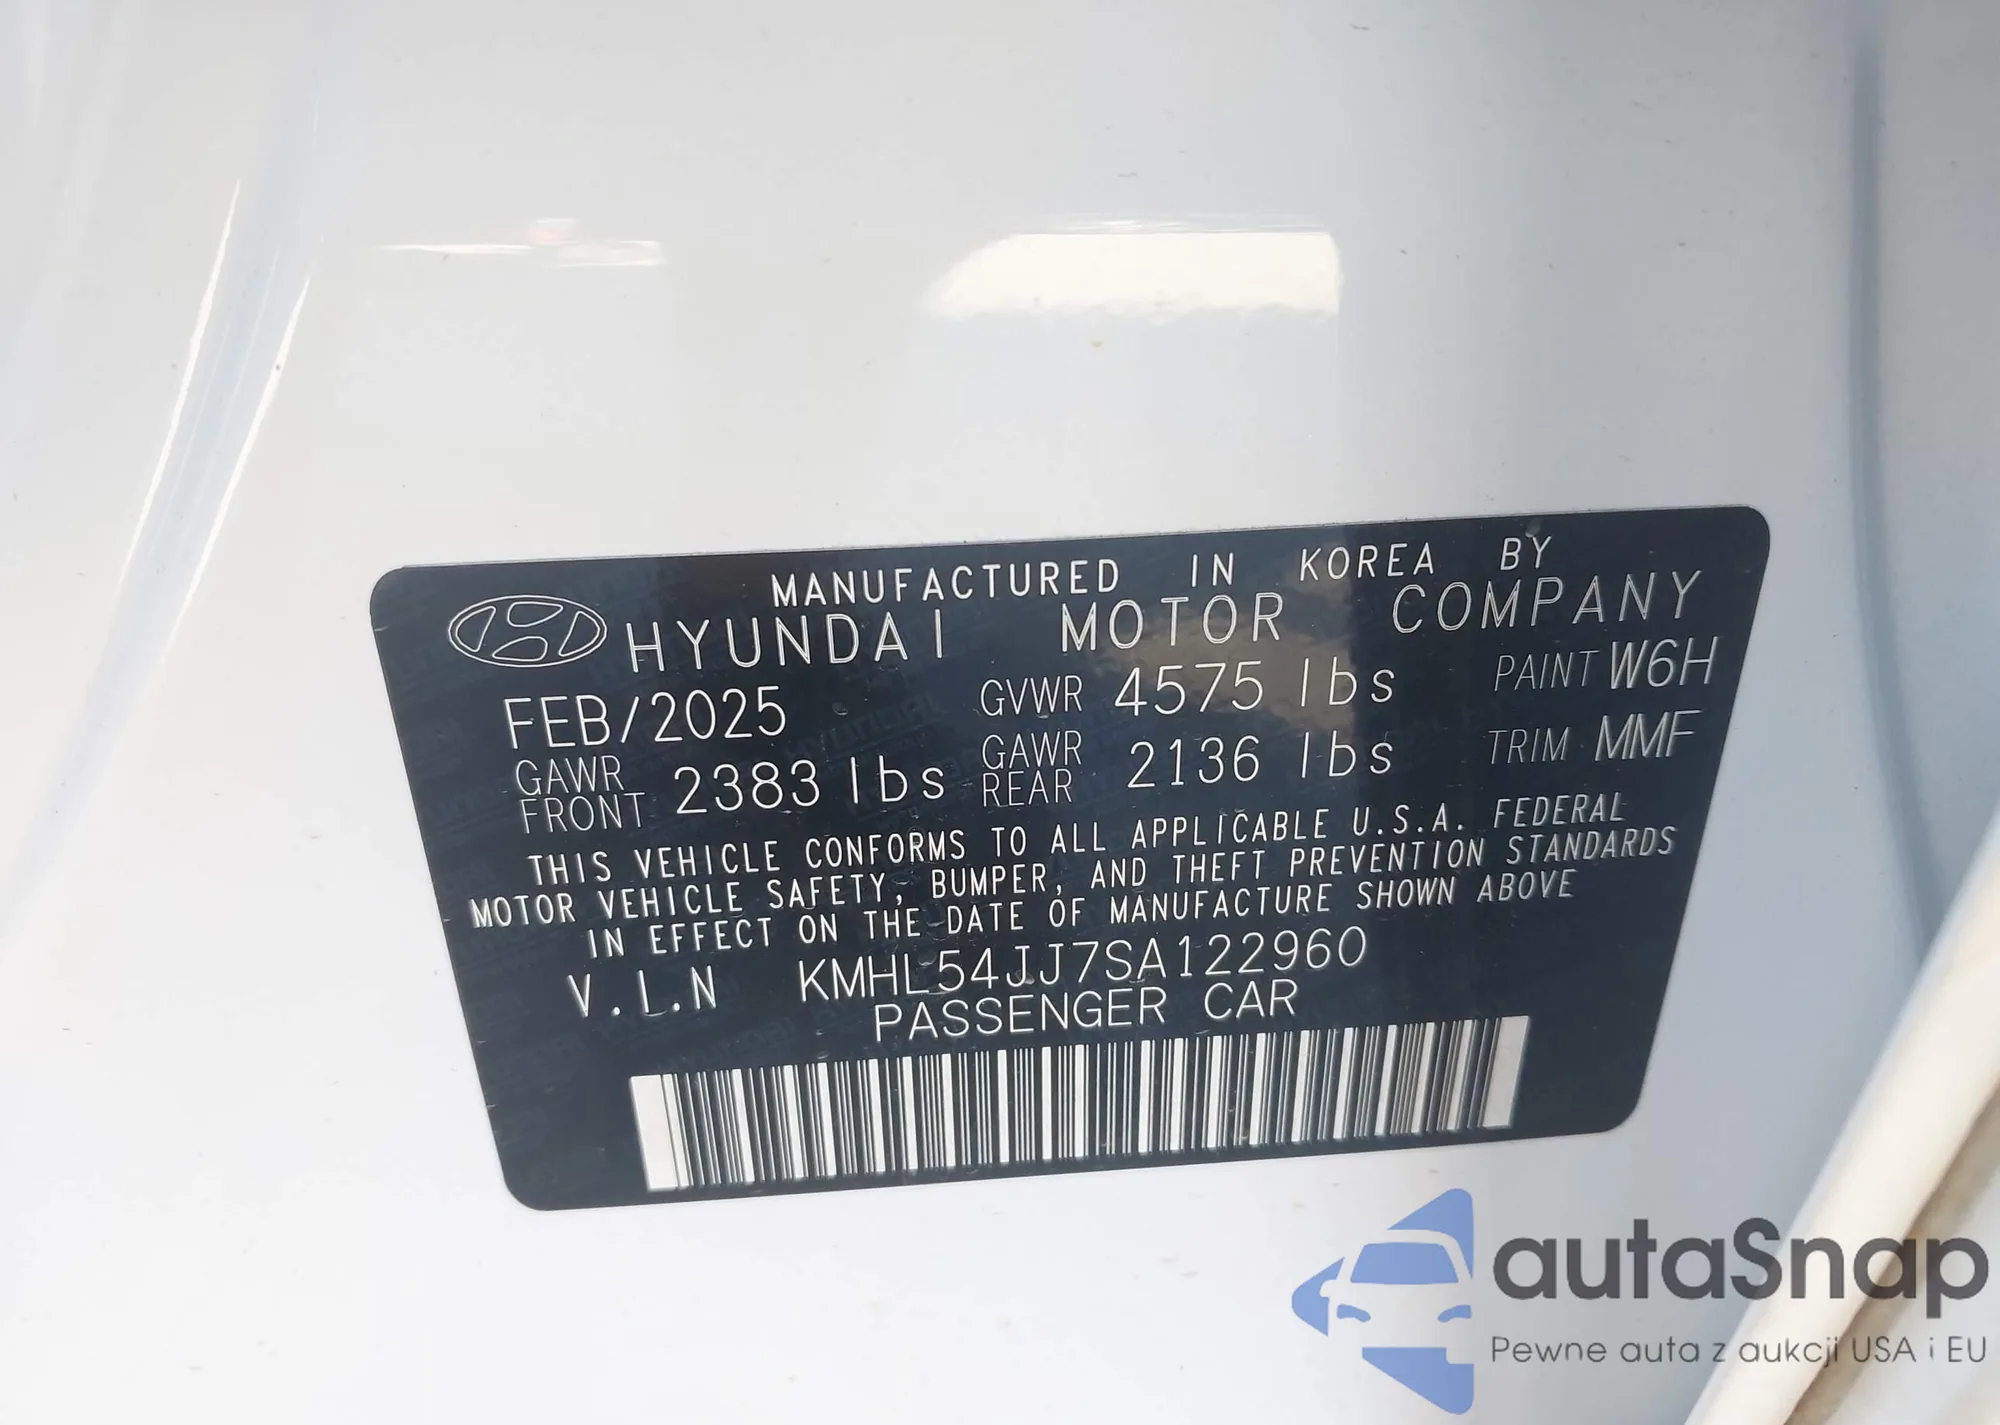 MANUFACTURED IN KOREA BY
HYUNDAI MOTOR COMPANY
FEB/2025 GVWR 4575 lbs PAINT W6H
GAWR FRONT 2383 lbs GAWR REAR 2136 lbs TRIM MMF
THIS VEHICLE CONFORMS TO ALL APPLICABLE U.S.A. FEDERAL
MOTOR VEHICLE SAFETY, BUMPER, AND THEFT PREVENTION STANDARDS
IN EFFECT ON THE DATE OF MANUFACTURE SHOWN ABOVE
V.I.N KMHL54JJ7SA122960
PASSENGER CAR
autaSnap
Pewne auta z aukcji USA i EU